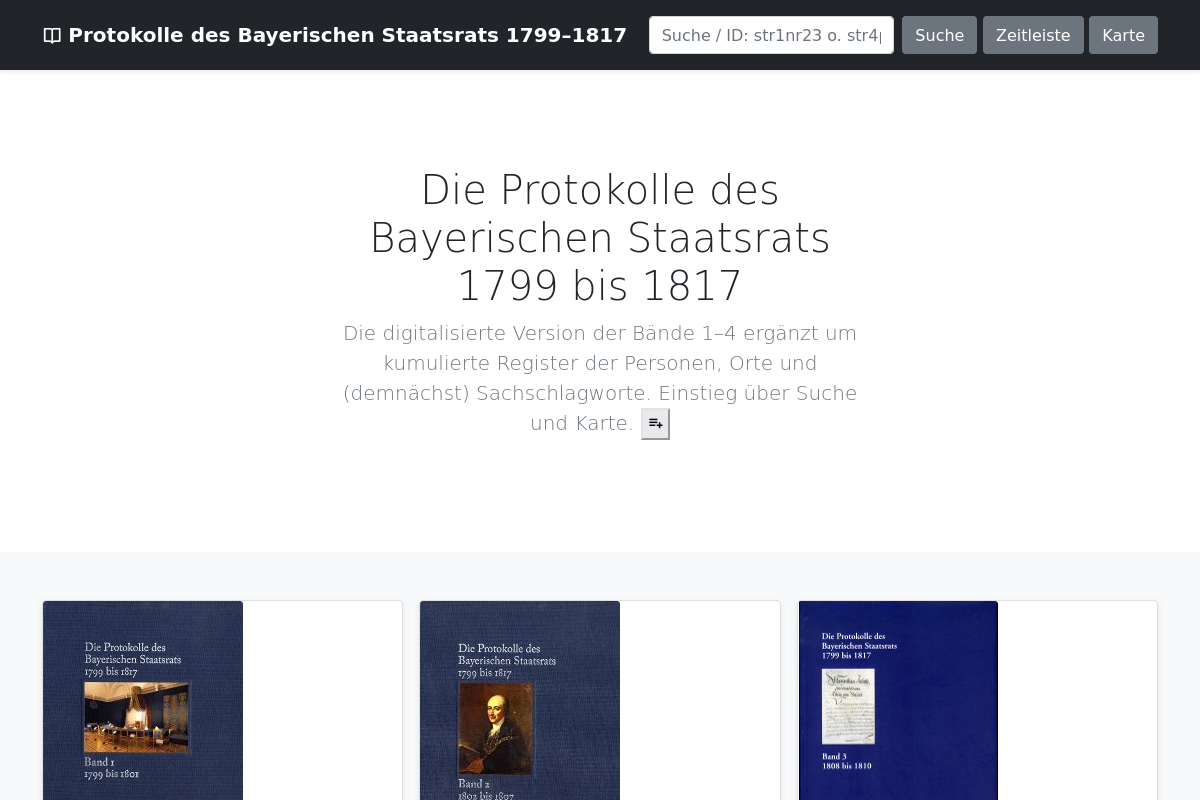 Protokolle des Bayerischen Staatsrats 1799–1817
Suche / ID: str1nr23 o. str4
Suche
Zeitleiste
Karte
Die Protokolle des
Bayerischen Staatsrats
1799 bis 1817
Die digitalisierte Version der Bände 1–4 ergänzt um
kumulierte Register der Personen, Orte und
(demnächst) Sachschlagworte. Einstieg über Suche
und Karte.
Die Protokolle des
Bayerischen Staatsrats
1799 bis 1817
Band 1
1799 bis 1801
Die Protokolle des
Bayerischen Staatsrats
1799 bis 1817
Band 2
1802 bis 1807
Die Protokolle des
Bayerischen Staatsrats
1799 bis 1817
Band 3
1808 bis 1810